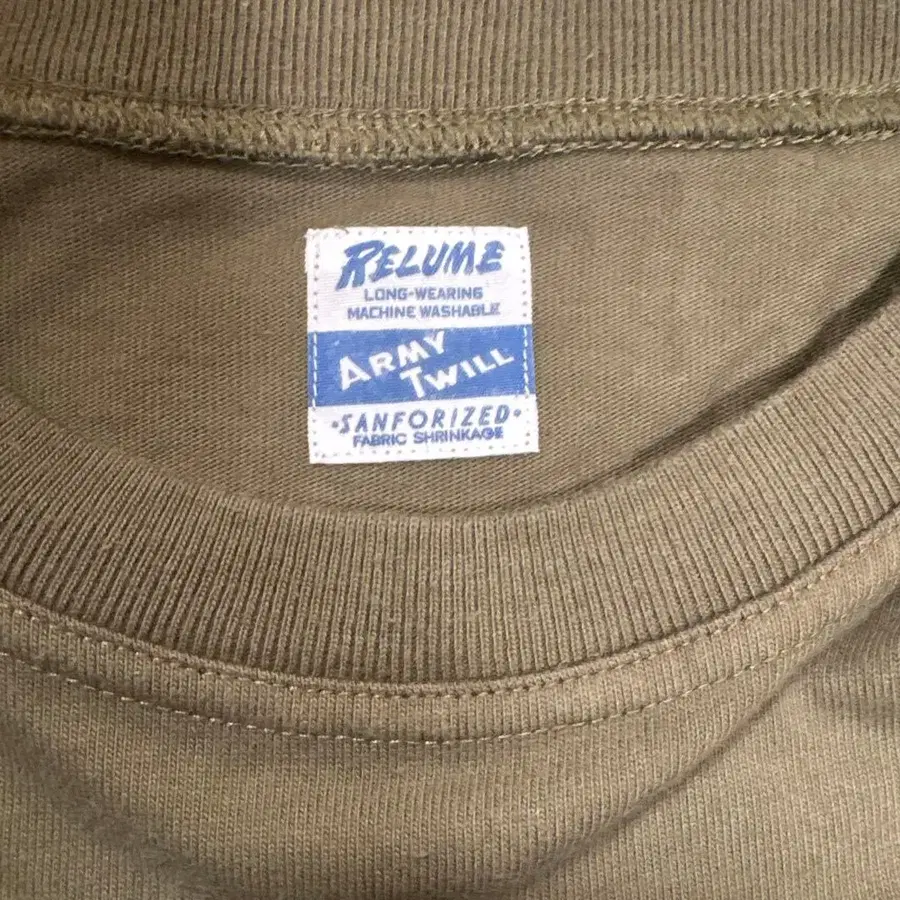 RELUME
LONG-WEARING
MACHINE WASHABLE
ARMY
TWILL
•SANFORIZED•
FABRIC SHRINKAGE